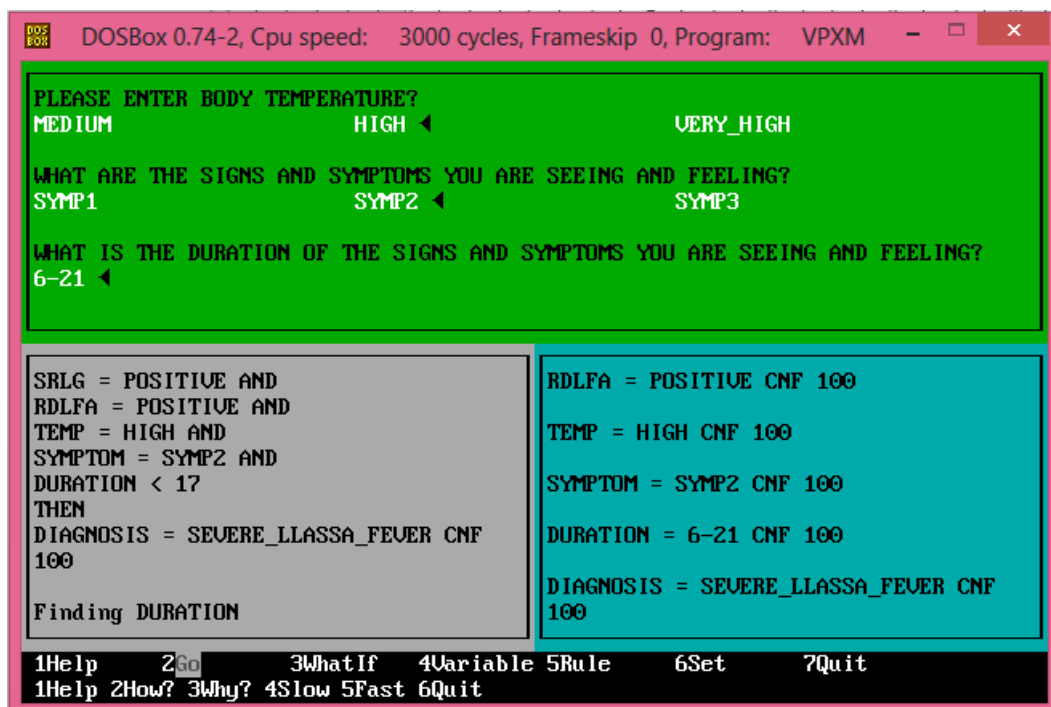 DOS BOX
DOSBox 0.74-2, Cpu speed: 3000 cycles, Frameskip 0, Program: VPXM
PLEASE ENTER BODY TEMPERATURE?
MEDIUM HIGH ◄ VERY_HIGH
WHAT ARE THE SIGNS AND SYMPTOMS YOU ARE SEEING AND FEELING?
SYMP1 SYMP2 ◄ SYMP3
WHAT IS THE DURATION OF THE SIGNS AND SYMPTOMS YOU ARE SEEING AND FEELING?
6-21 ◄
SRLG = POSITIVE AND
RDLFA = POSITIVE AND
TEMP = HIGH AND
SYMPTOM = SYMP2 AND
DURATION < 17
THEN
DIAGNOSIS = SEVERE_LLASSA_FEVER CNF
100
Finding DURATION
RDLFA = POSITIVE CNF 100
TEMP = HIGH CNF 100
SYMPTOM = SYMP2 CNF 100
DURATION = 6-21 CNF 100
DIAGNOSIS = SEVERE_LLASSA_FEVER CNF
100
1Help 2Go 3WhatIf 4Variable 5Rule 6Set 7Quit
1Help 2How? 3Why? 4Slow 5Fast 6Quit